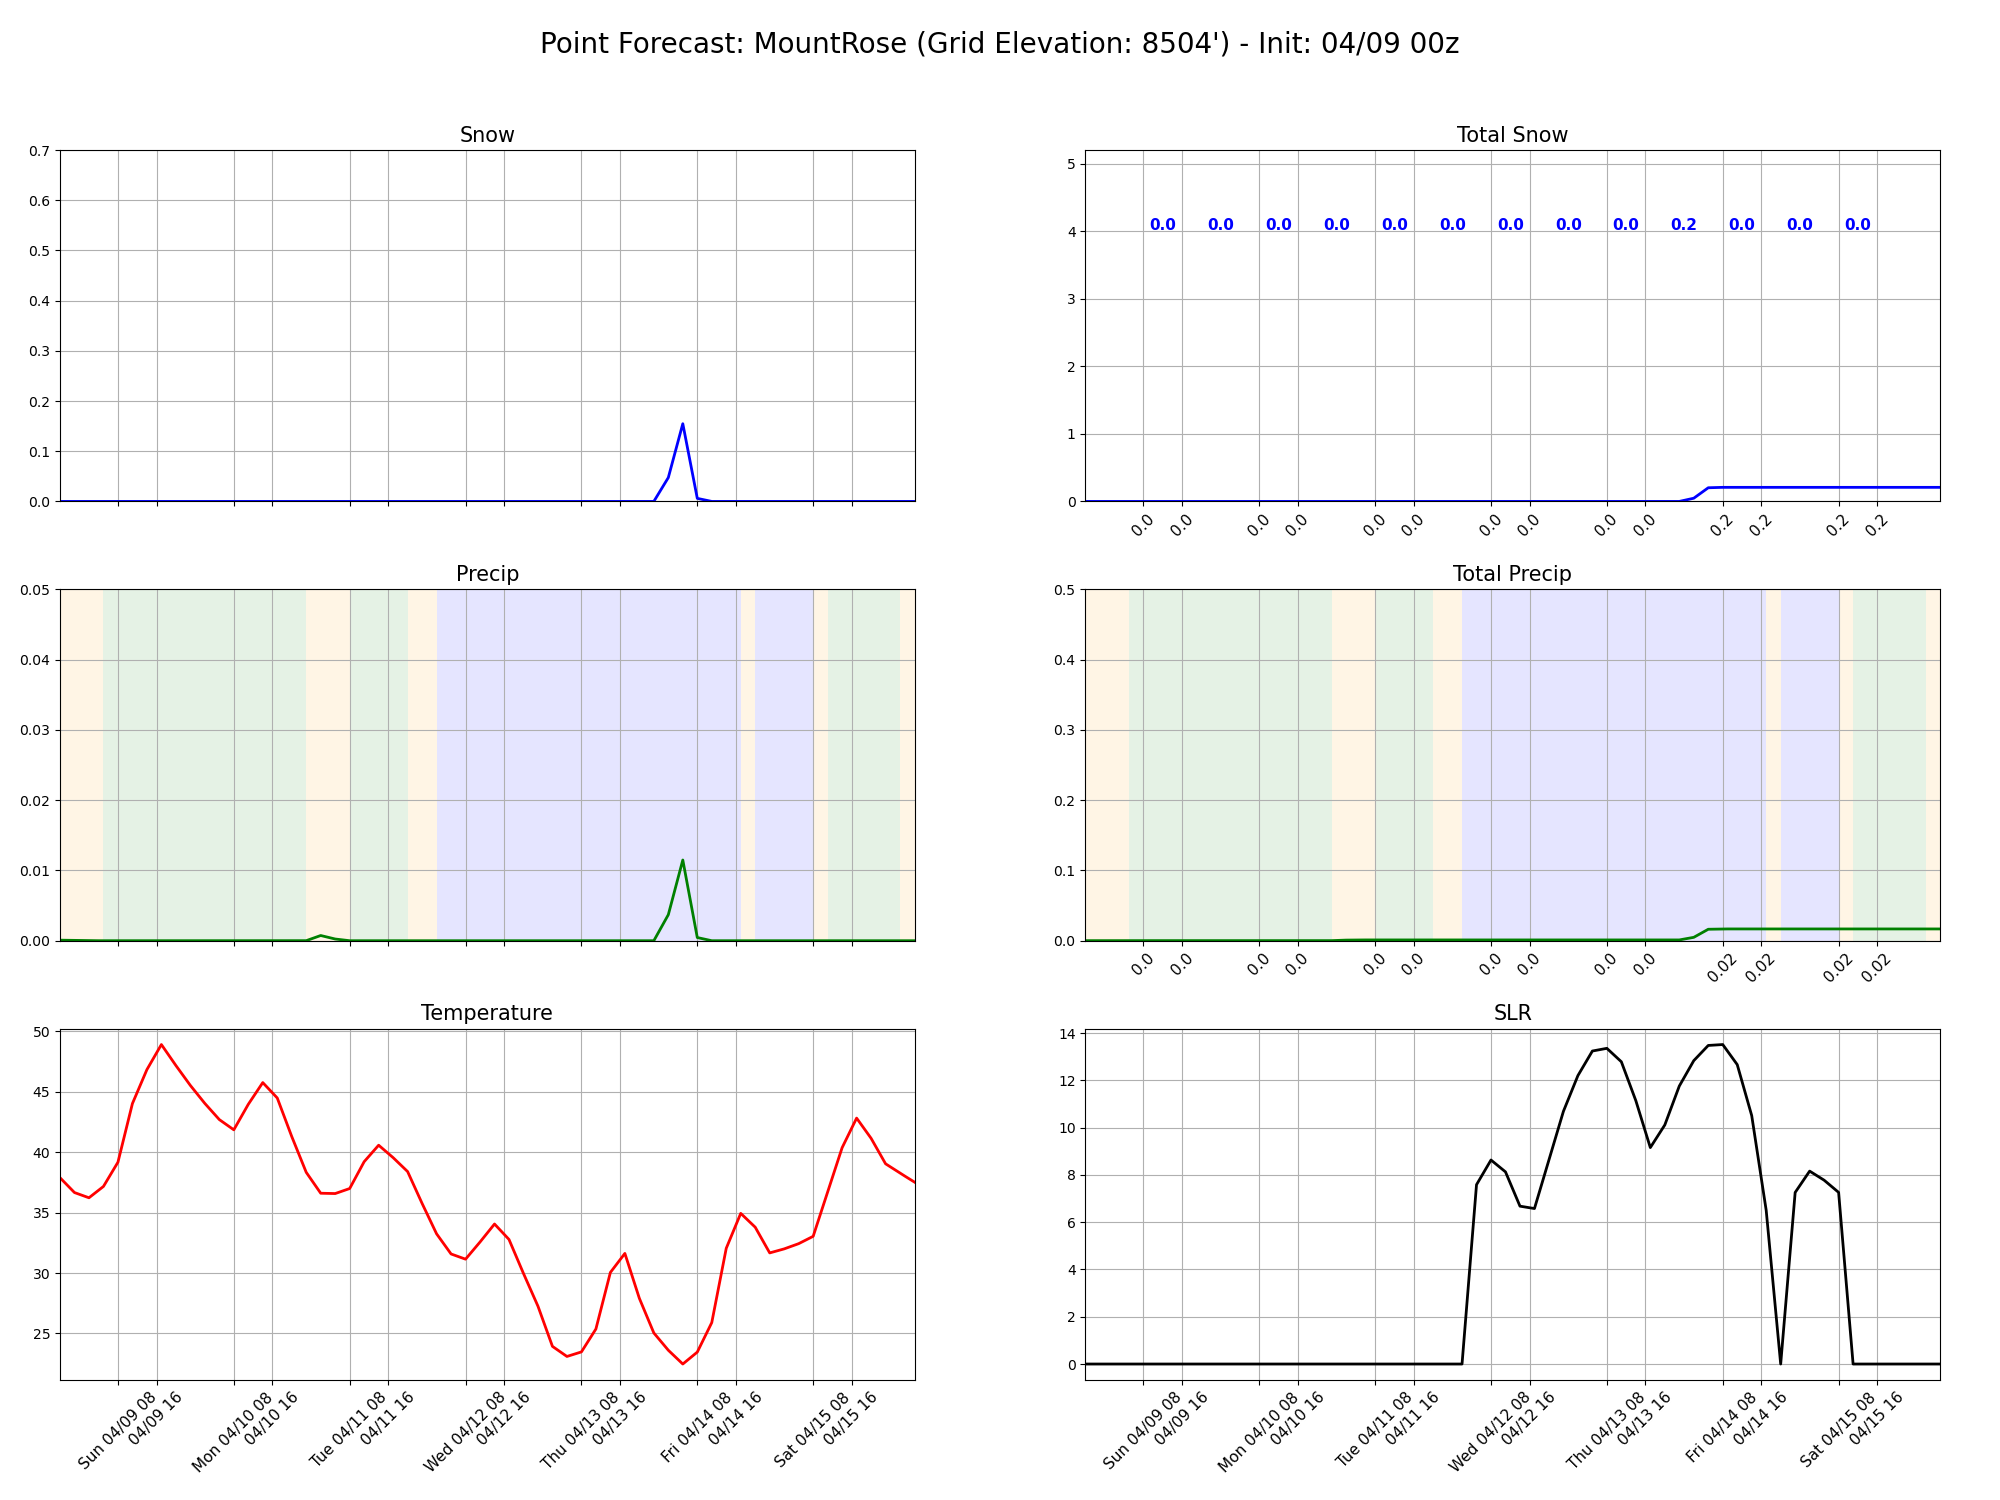 Point Forecast: MountRose (Grid Elevation: 8504') - Init: 04/09 00z
Snow
0.7
0.6
0.5
0.4
0.3
0.2
0.1
0.0
Total Snow
5
4
3
2
1
0
0.0 0.0 0.0 0.0 0.0 0.0 0.0 0.0 0.0 0.2 0.0 0.0 0.0
0.0 0.0 0.0 0.0 0.0 0.0 0.0 0.0 0.0 0.0 0.2 0.2 0.2 0.2
Precip
0.05
0.04
0.03
0.02
0.01
0.00
Total Precip
0.5
0.4
0.3
0.2
0.1
0.0
0.0 0.0 0.0 0.0 0.0 0.0 0.0 0.0 0.0 0.0 0.02 0.02 0.02 0.02
Temperature
50
45
40
35
30
25
Sun 04/09 08
04/09 16
Mon 04/10 08
04/10 16
Tue 04/11 08
04/11 16
Wed 04/12 08
04/12 16
Thu 04/13 08
04/13 16
Fri 04/14 08
04/14 16
Sat 04/15 08
04/15 16
SLR
14
12
10
8
6
4
2
0
Sun 04/09 08
04/09 16
Mon 04/10 08
04/10 16
Tue 04/11 08
04/11 16
Wed 04/12 08
04/12 16
Thu 04/13 08
04/13 16
Fri 04/14 08
04/14 16
Sat 04/15 08
04/15 16